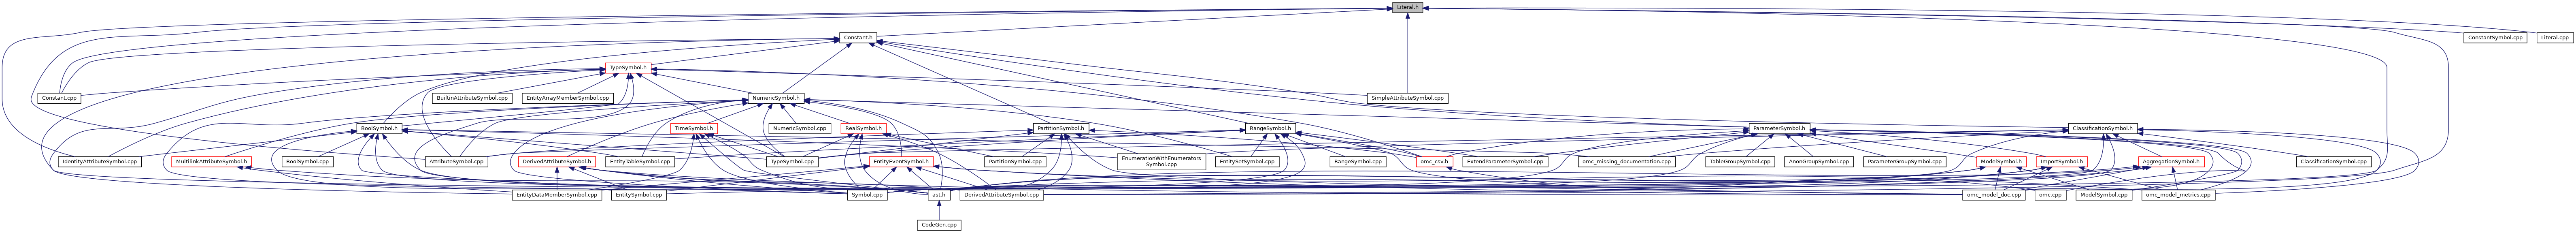 Literal.h
Constant.h
ConstantSymbol.cpp
Literal.cpp
TypeSymbol.h
Constant.cpp
BuiltinAttributeSymbol.cpp
EntityArrayMemberSymbol.cpp
NumericSymbol.h
SimpleAttributeSymbol.cpp
BoolSymbol.h
TimeSymbol.h
NumericSymbol.cpp
RealSymbol.h
PartitionSymbol.h
RangeSymbol.h
ParameterSymbol.h
ClassificationSymbol.h
IdentityAttributeSymbol.cpp
MultilinkAttributeSymbol.h
BoolSymbol.cpp
AttributeSymbol.cpp
DerivedAttributeSymbol.h
EntityTableSymbol.cpp
TypeSymbol.cpp
EntityEventSymbol.h
PartitionSymbol.cpp
EnumerationWithEnumerators
Symbol.cpp
EntitySetSymbol.cpp
RangeSymbol.cpp
omc_csv.h
ExtendParameterSymbol.cpp
omc_missing_documentation.cpp
TableGroupSymbol.cpp
AnonGroupSymbol.cpp
ParameterGroupSymbol.cpp
ModelSymbol.h
ImportSymbol.h
AggregationSymbol.h
ClassificationSymbol.cpp
EntityDataMemberSymbol.cpp
EntitySymbol.cpp
Symbol.cpp
ast.h
DerivedAttributeSymbol.cpp
omc_model_doc.cpp
omc.cpp
ModelSymbol.cpp
omc_model_metrics.cpp
CodeGen.cpp